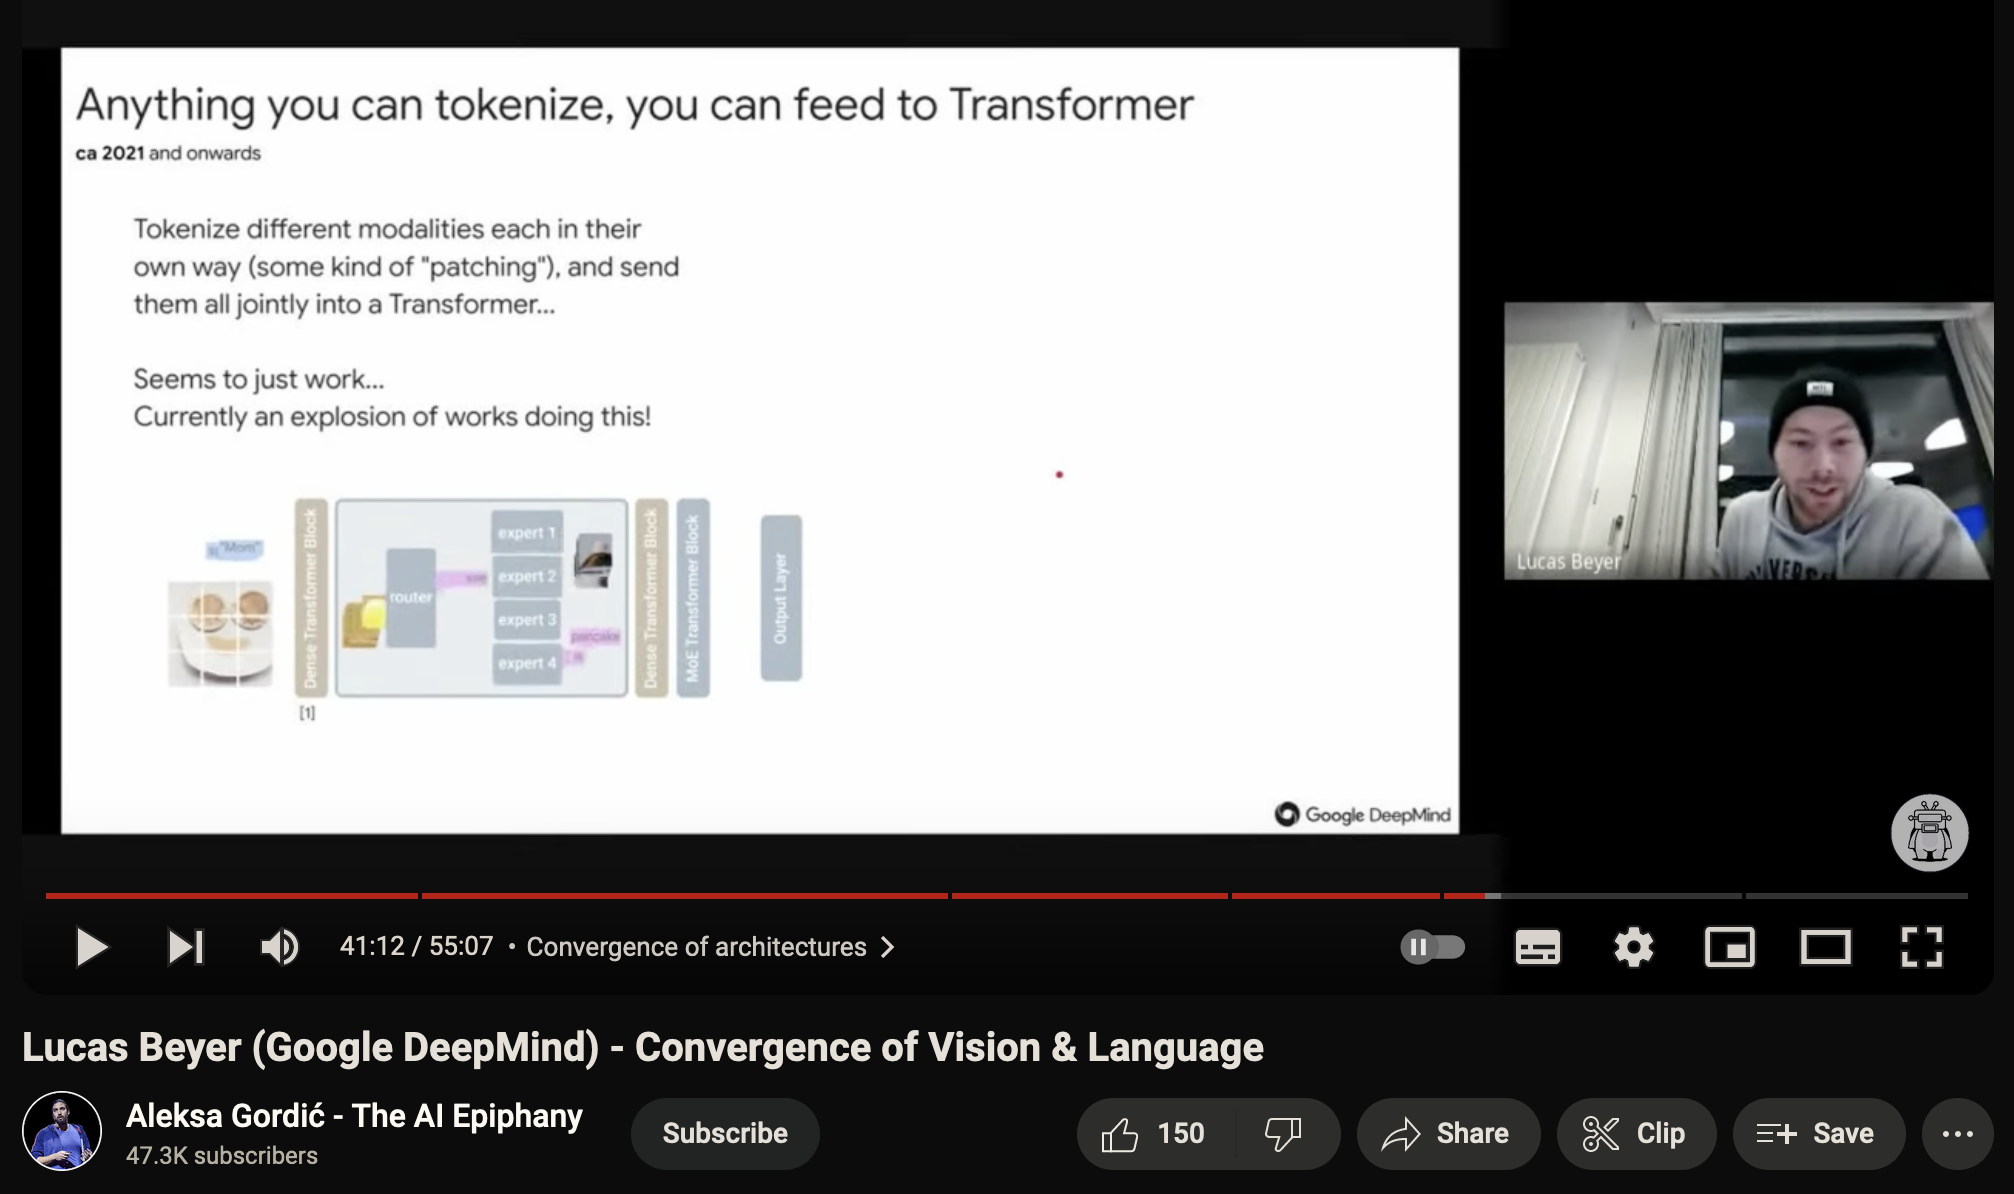 Anything you can tokenize, you can feed to Transformer
ca 2021 and onwards
Tokenize different modalities each in their
own way (some kind of "patching"), and send
them all jointly into a Transformer...
Seems to just work...
Currently an explosion of works doing this!
"Mom"
Dense Transformer Block
router
expert 1
expert 2
expert 3
expert 4
pancake
Dense Transformer Block
MoE Transformer Block
Output Layer
[1]
Google DeepMind
Lucas Beyer
41:12 / 55:07 • Convergence of architectures
Lucas Beyer (Google DeepMind) - Convergence of Vision & Language
Aleksa Gordić - The AI Epiphany
47.3K subscribers
Subscribe
150
Share
Clip
Save